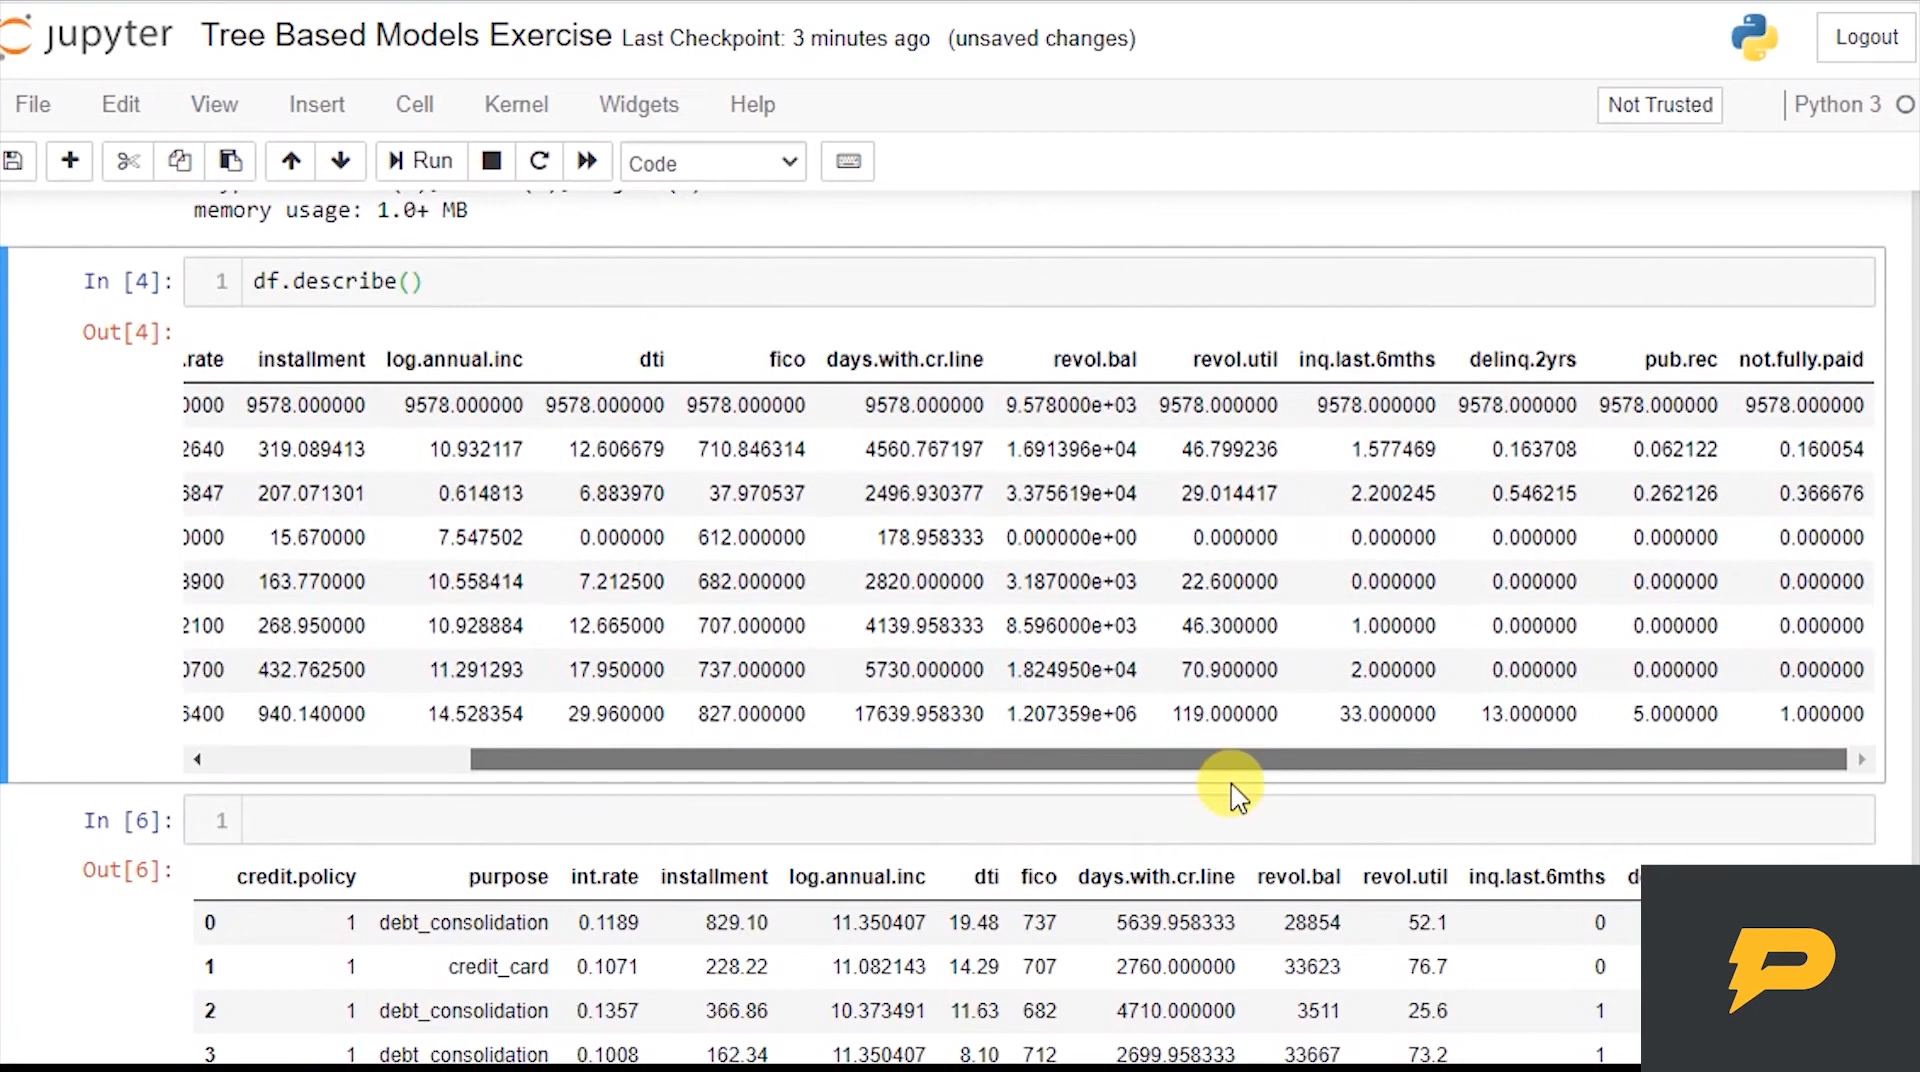 jupyter Tree Based Models Exercise Last Checkpoint: 3 minutes ago (unsaved changes) Logout
File Edit View Insert Cell Kernel Widgets Help Not Trusted Python 3
Run Code
memory usage: 1.0+ MB
In [4]: 1 df.describe()
Out[4]:
.rate installment log.annual.inc dti fico days.with.cr.line revol.bal revol.util inq.last.6mths delinq.2yrs pub.rec not.fully.paid
0000 9578.000000 9578.000000 9578.000000 9578.000000 9578.000000 9.578000e+03 9578.000000 9578.000000 9578.000000 9578.000000 9578.000000
2640 319.089413 10.932117 12.606679 710.846314 4560.767197 1.691396e+04 46.799236 1.577469 0.163708 0.062122 0.160054
6847 207.071301 0.614813 6.883970 37.970537 2496.930377 3.375619e+04 29.014417 2.200245 0.546215 0.262126 0.366676
0000 15.670000 7.547502 0.000000 612.000000 178.958333 0.000000e+00 0.000000 0.000000 0.000000 0.000000 0.000000
3900 163.770000 10.558414 7.212500 682.000000 2820.000000 3.187000e+03 22.600000 0.000000 0.000000 0.000000 0.000000
2100 268.950000 10.928884 12.665000 707.000000 4139.958333 8.596000e+03 46.300000 1.000000 0.000000 0.000000 0.000000
0700 432.762500 11.291293 17.950000 737.000000 5730.000000 1.824950e+04 70.900000 2.000000 0.000000 0.000000 0.000000
6400 940.140000 14.528354 29.960000 827.000000 17639.958330 1.207359e+06 119.000000 33.000000 13.000000 5.000000 1.000000
In [6]: 1
Out[6]:
credit.policy purpose int.rate installment log.annual.inc dti fico days.with.cr.line revol.bal revol.util inq.last.6mths
0 1 debt_consolidation 0.1189 829.10 11.350407 19.48 737 5639.958333 28854 52.1 0
1 1 credit_card 0.1071 228.22 11.082143 14.29 707 2760.000000 33623 76.7 0
2 1 debt_consolidation 0.1357 366.86 10.373491 11.63 682 4710.000000 3511 25.6 1
3 1 debt_consolidation 0.1008 162.34 11.350407 8.10 712 2699.958333 33667 73.2 1